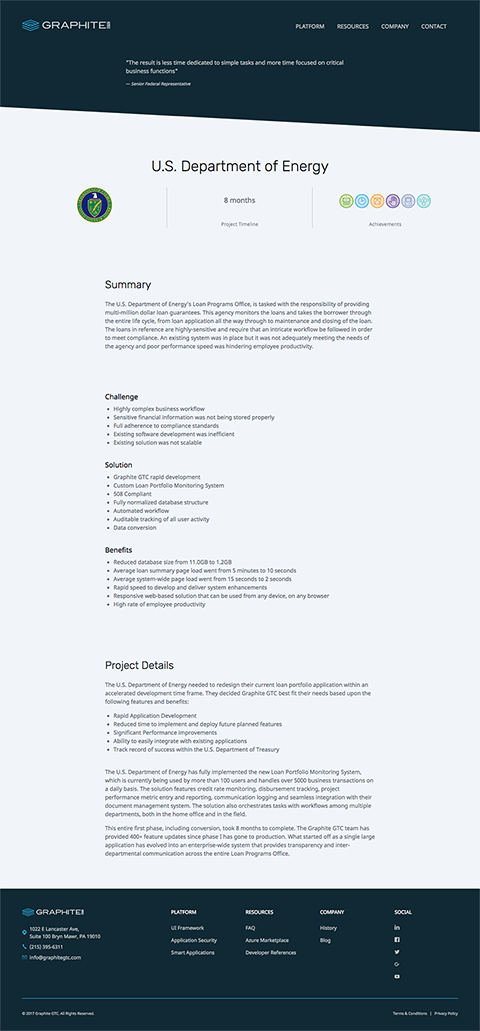 GRAPHITE
PLATFORM RESOURCES COMPANY CONTACT
"The result is less time dedicated to simple tasks and more time focused on critical
business functions"
— Senior Federal Representative
U.S. Department of Energy
8 months
Project Timeline
Achievements
Summary
The U.S. Department of Energy's Loan Programs Office, is tasked with the responsibility of providing
multi-million dollar loan guarantees. This agency monitors the loans and takes the borrower through
the entire life cycle, from loan application all the way through to maintenance and closing of the loan.
The loans in reference are highly-sensitive and require that an intricate workflow be followed in order
to meet compliance. An existing system was in place but it was not adequately meeting the needs of
the agency and poor performance speed was hindering employee productivity.
Challenge
• Highly complex business workflow
• Sensitive financial information was not being stored properly
• Full adherence to compliance standards
• Existing software development was inefficient
• Existing solution was not scalable
Solution
• Graphite GTC rapid development
• Custom Loan Portfolio Monitoring System
• 508 Compliant
• Fully normalized database structure
• Automated workflow
• Auditable tracking of all user activity
• Data conversion
Benefits
• Reduced database size from 11.0GB to 1.2GB
• Average loan summary page load went from 5 minutes to 10 seconds
• Average system-wide page load went from 15 seconds to 2 seconds
• Rapid speed to develop and deliver system enhancements
• Responsive web-based solution that can be used from any device, on any browser
• High rate of employee productivity
Project Details
The U.S. Department of Energy needed to redesign their current loan portfolio application within an
accelerated development time frame. They decided Graphite GTC best fit their needs based upon the
following features and benefits:
• Rapid Application Development
• Reduced time to implement and deploy future planned features
• Significant Performance improvements
• Ability to easily integrate with existing applications
• Track record of success within the U.S. Department of Treasury
The U.S. Department of Energy has fully implemented the new Loan Portfolio Monitoring System,
which is currently being used by more than 100 users and handles over 5000 business transactions on
a daily basis. The solution features credit rate monitoring, disbursement tracking, project
performance metric entry and reporting, communication logging and seamless integration with their
document management system. The solution also orchestrates tasks with workflows among multiple
departments, both in the home office and in the field.
This entire first phase, including conversion, took 8 months to complete. The Graphite GTC team has
provided 400+ feature updates since phase I has gone to production. What started off as a single large
application has evolved into an enterprise-wide system that provides transparency and inter-
departmental communication across the entire Loan Programs Office.
GRAPHITE
PLATFORM RESOURCES COMPANY SOCIAL
1022 E Lancaster Ave,
Suite 100 Bryn Mawr, PA 19010
(215) 395-6311
info@graphitegtc.com
UI Framework
Application Security
Smart Applications
FAQ
Azure Marketplace
Developer References
History
Blog
© 2017 Graphite GTC. All Rights Reserved.
Terms & Conditions | Privacy Policy